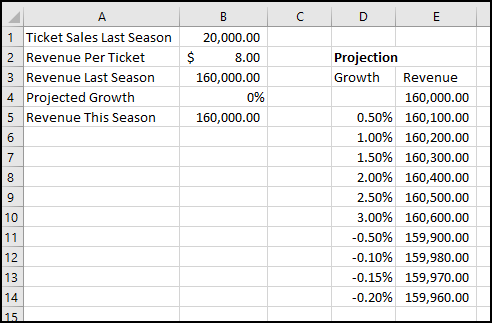 A B C D E
1 Ticket Sales Last Season 20,000.00
2 Revenue Per Ticket $ 8.00 Projection
3 Revenue Last Season 160,000.00 Growth Revenue
4 Projected Growth 0% 160,000.00
5 Revenue This Season 160,000.00 0.50% 160,100.00
6 1.00% 160,200.00
7 1.50% 160,300.00
8 2.00% 160,400.00
9 2.50% 160,500.00
10 3.00% 160,600.00
11 -0.50% 159,900.00
12 -0.10% 159,980.00
13 -0.15% 159,970.00
14 -0.20% 159,960.00
15